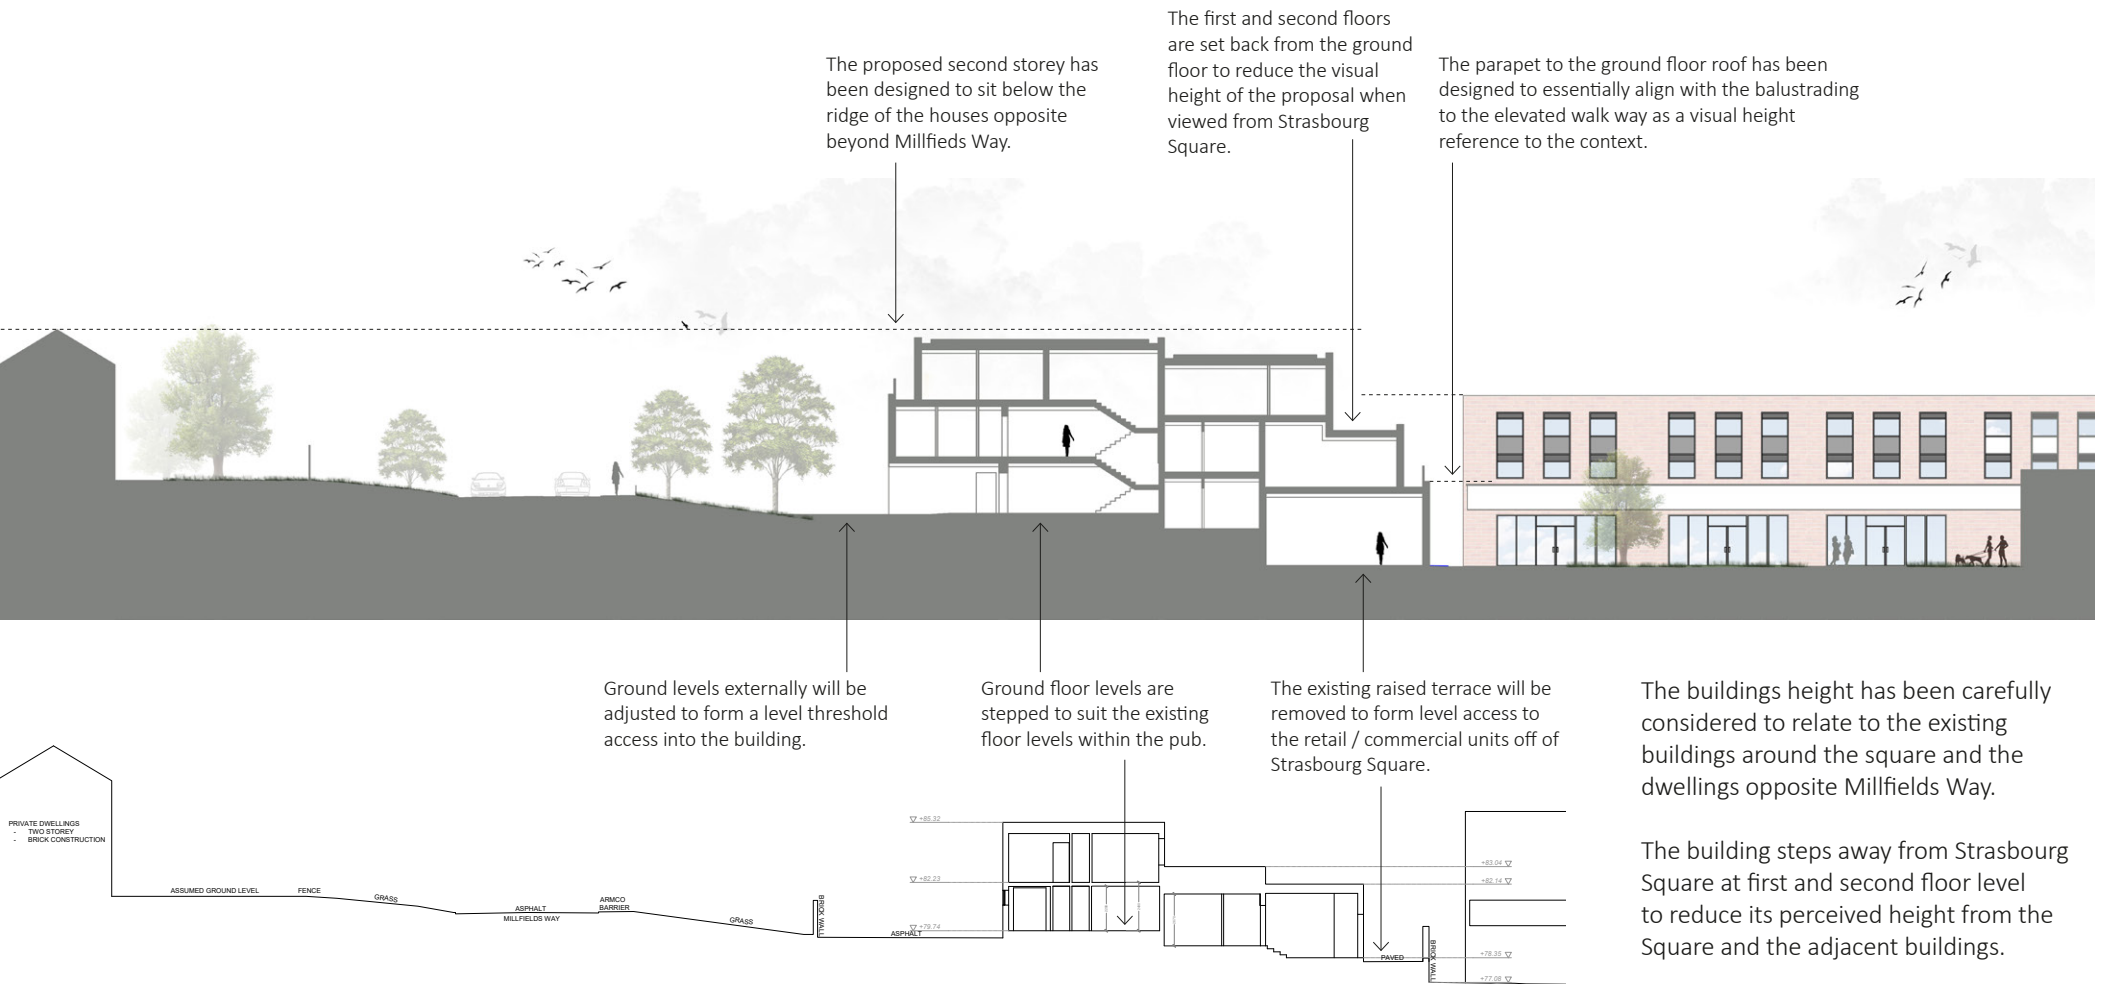 The first and second floors
are set back from the ground
floor to reduce the visual
height of the proposal when
viewed from Strasbourg
Square.
The proposed second storey has
been designed to sit below the
ridge of the houses opposite
beyond Millfieds Way.
The parapet to the ground floor roof has been
designed to essentially align with the balustrading
to the elevated walk way as a visual height
reference to the context.
Ground levels externally will be
adjusted to form a level threshold
access into the building.
Ground floor levels are
stepped to suit the existing
floor levels within the pub.
The existing raised terrace will be
removed to form level access to
the retail / commercial units off of
Strasbourg Square.
The buildings height has been carefully
considered to relate to the existing
buildings around the square and the
dwellings opposite Millfields Way.
The building steps away from Strasbourg
Square at first and second floor level
to reduce its perceived height from the
Square and the adjacent buildings.
PRIVATE DWELLINGS
- TWO STOREY
- BRICK CONSTRUCTION
ASSUMED GROUND LEVEL
FENCE
GRASS
ASPHALT
MILLFIELDS WAY
ARMCO
BARRIER
GRASS
BRICK WALL
ASPHALT
+85.32
+82.23
+79.74
PAVED
BRICK WALL
+83.04
+82.14
+78.35
+77.08